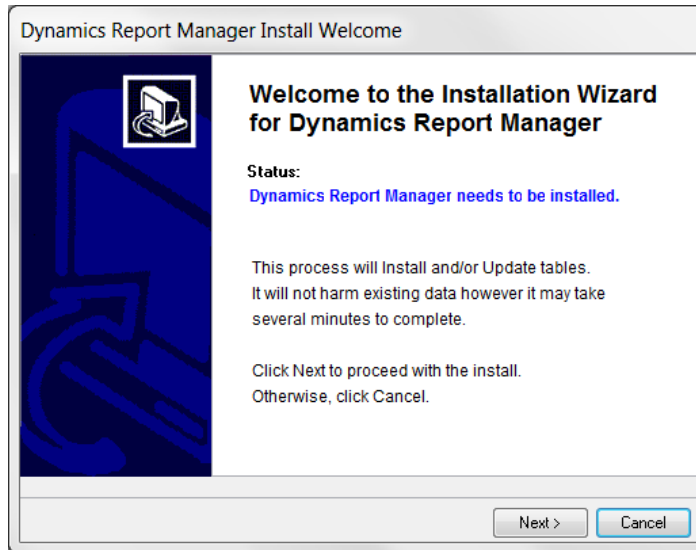 Dynamics Report Manager Install Welcome
Welcome to the Installation Wizard
for Dynamics Report Manager
Status:
Dynamics Report Manager needs to be installed.
This process will Install and/or Update tables.
It will not harm existing data however it may take
several minutes to complete.
Click Next to proceed with the install.
Otherwise, click Cancel.
Next >
Cancel